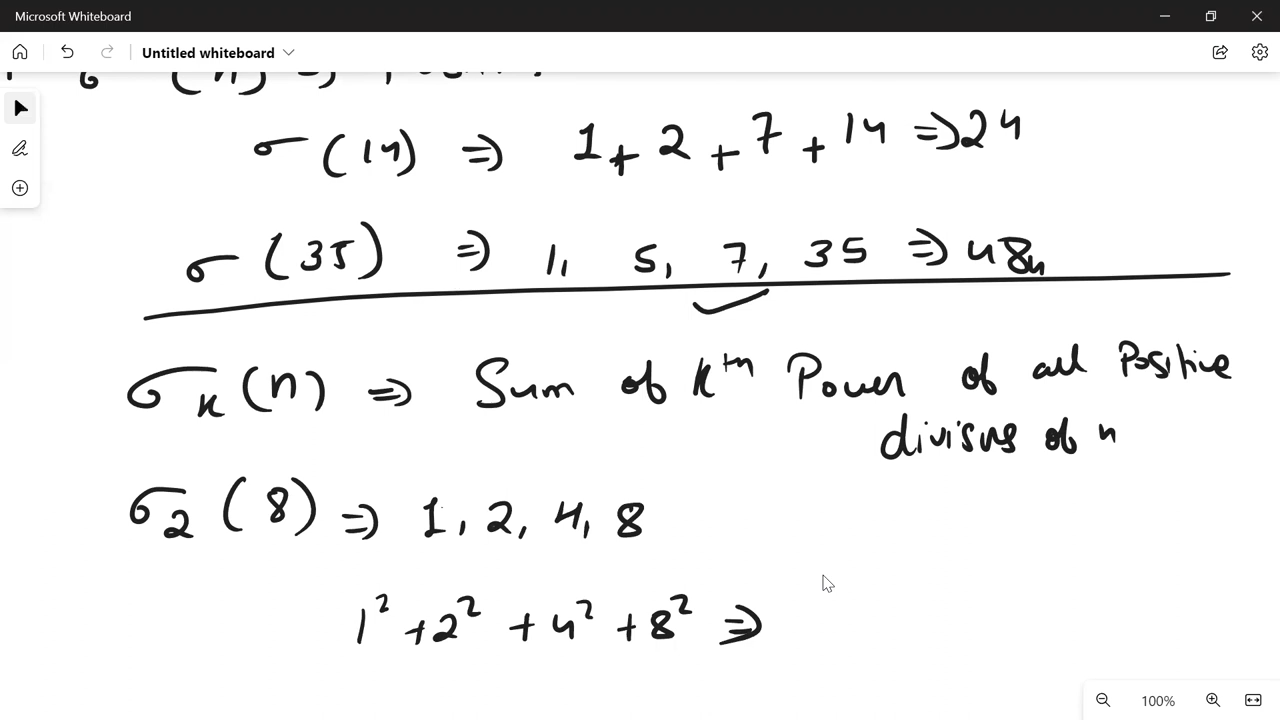 Microsoft Whiteboard
Untitled whiteboard
σ (14) ⇒ 1 + 2 + 7 + 14 ⇒ 24
σ (35) ⇒ 1, 5, 7, 35 ⇒ 48
σₖ (n) ⇒ Sum of Kᵗʰ Power of all Positive
divisors of n
σ₂ (8) ⇒ 1, 2, 4, 8
1² + 2² + 4² + 8² ⇒
100%